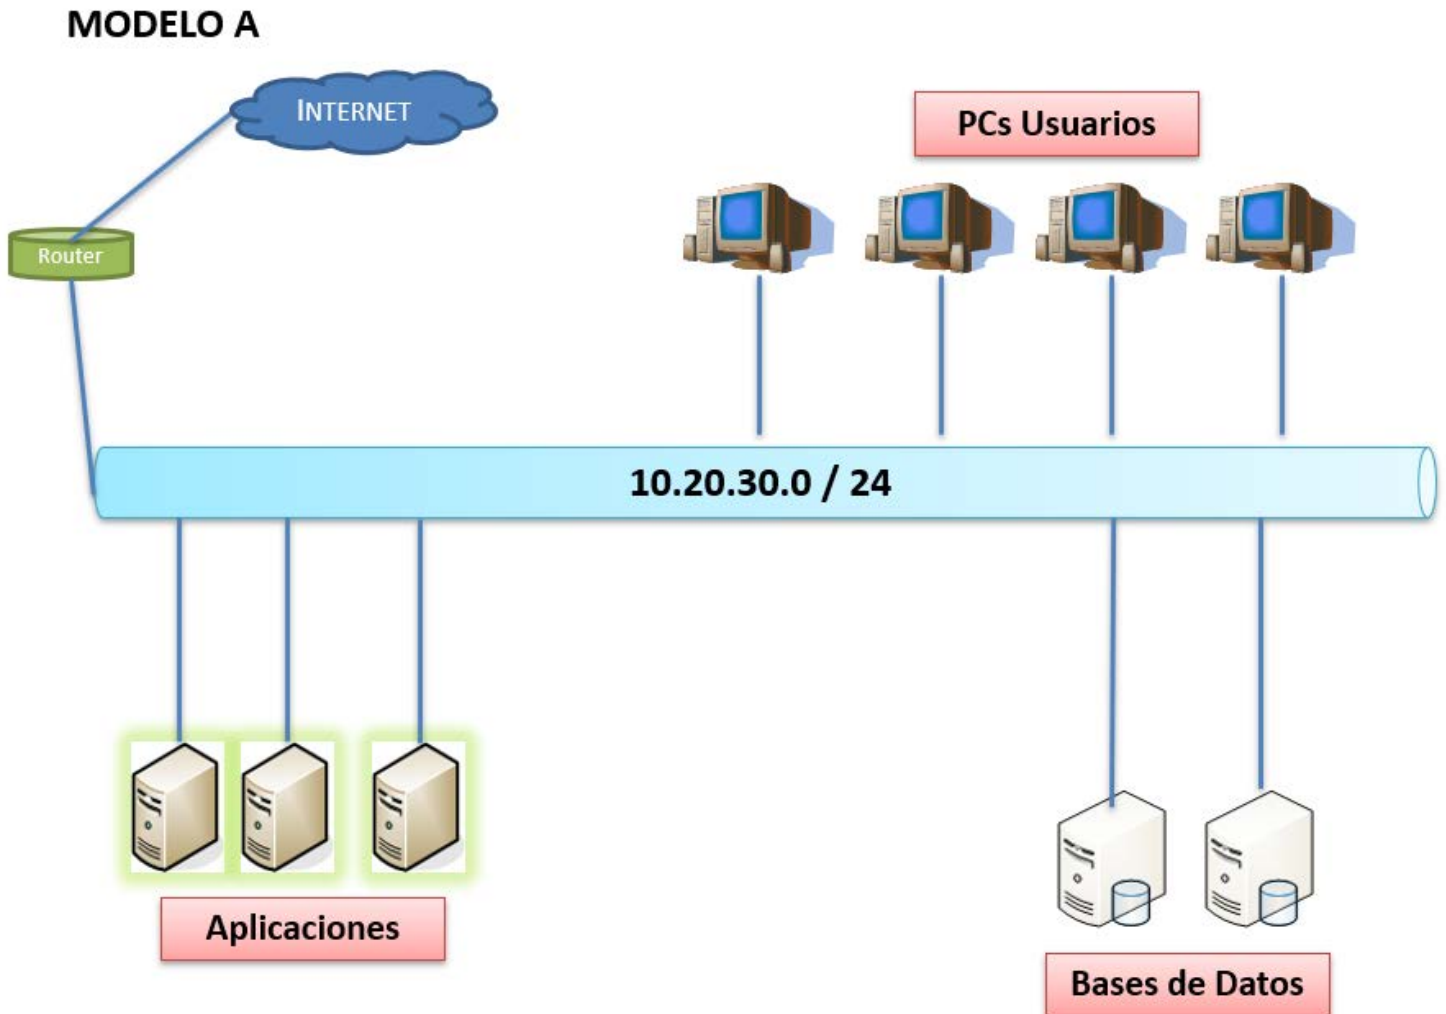 MODELO A
INTERNET
PCs Usuarios
Router
10.20.30.0 / 24
Aplicaciones
Bases de Datos